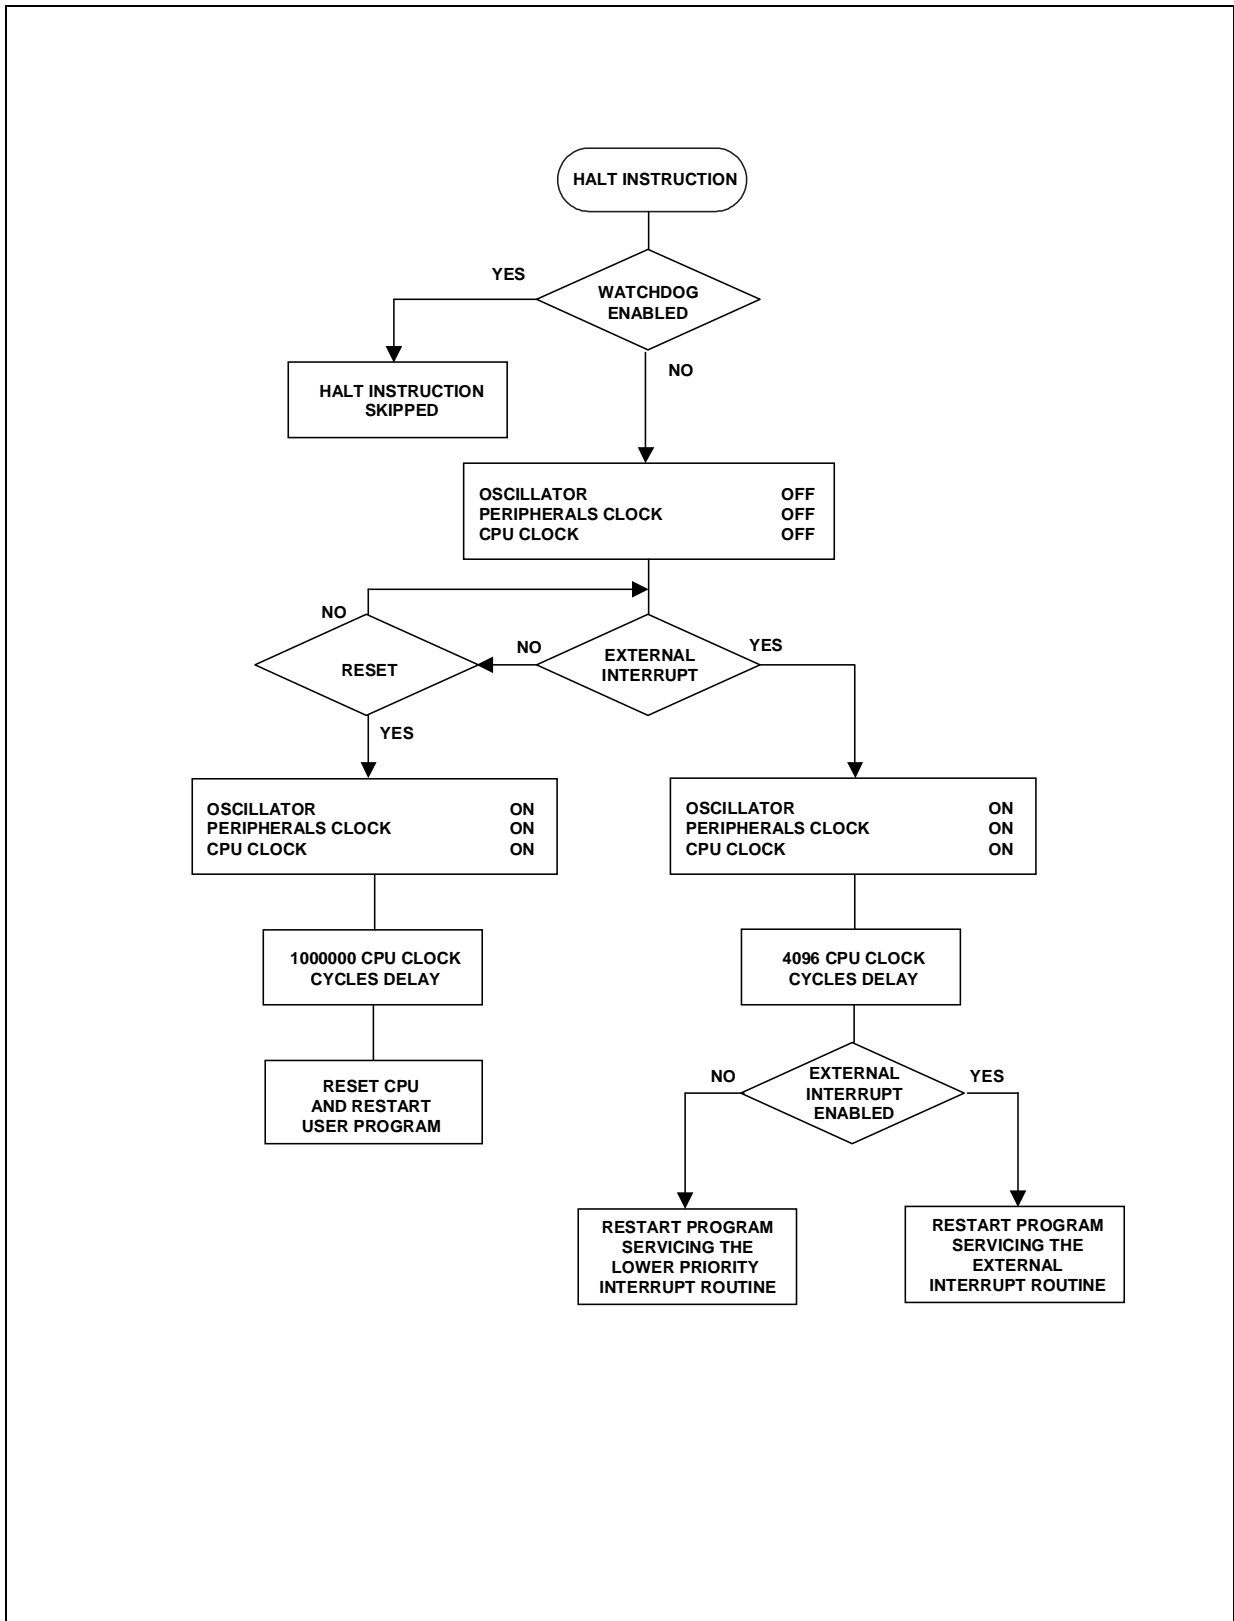 HALT INSTRUCTION
YES
WATCHDOG
ENABLED
NO
HALT INSTRUCTION
SKIPPED
OSCILLATOR OFF
PERIPHERALS CLOCK OFF
CPU CLOCK OFF
NO
RESET
NO
EXTERNAL
INTERRUPT
YES
YES
OSCILLATOR ON
PERIPHERALS CLOCK ON
CPU CLOCK ON
OSCILLATOR ON
PERIPHERALS CLOCK ON
CPU CLOCK ON
1000000 CPU CLOCK
CYCLES DELAY
4096 CPU CLOCK
CYCLES DELAY
RESET CPU
AND RESTART
USER PROGRAM
NO
EXTERNAL
INTERRUPT
ENABLED
YES
RESTART PROGRAM
SERVICING THE
LOWER PRIORITY
INTERRUPT ROUTINE
RESTART PROGRAM
SERVICING THE
EXTERNAL
INTERRUPT ROUTINE